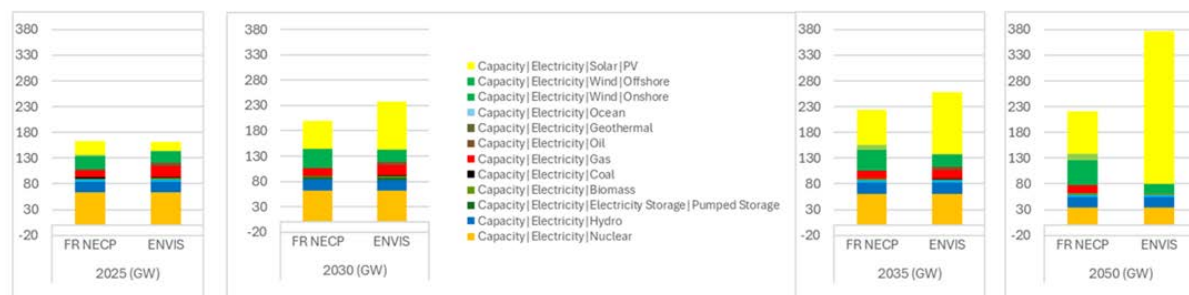 380
330
280
230
180
130
80
30
-20
FR NECP ENVIS
2025 (GW)
380
330
280
230
180
130
80
30
-20
FR NECP ENVIS
2030 (GW)
Capacity|Electricity|Solar|PV
Capacity|Electricity|Wind|Offshore
Capacity|Electricity|Wind|Onshore
Capacity|Electricity|Ocean
Capacity|Electricity|Geothermal
Capacity|Electricity|Oil
Capacity|Electricity|Gas
Capacity|Electricity|Coal
Capacity|Electricity|Biomass
Capacity|Electricity|Electricity Storage|Pumped Storage
Capacity|Electricity|Hydro
Capacity|Electricity|Nuclear
380
330
280
230
180
130
80
30
-20
FR NECP ENVIS
2035 (GW)
380
330
280
230
180
130
80
30
-20
FR NECP ENVIS
2050 (GW)